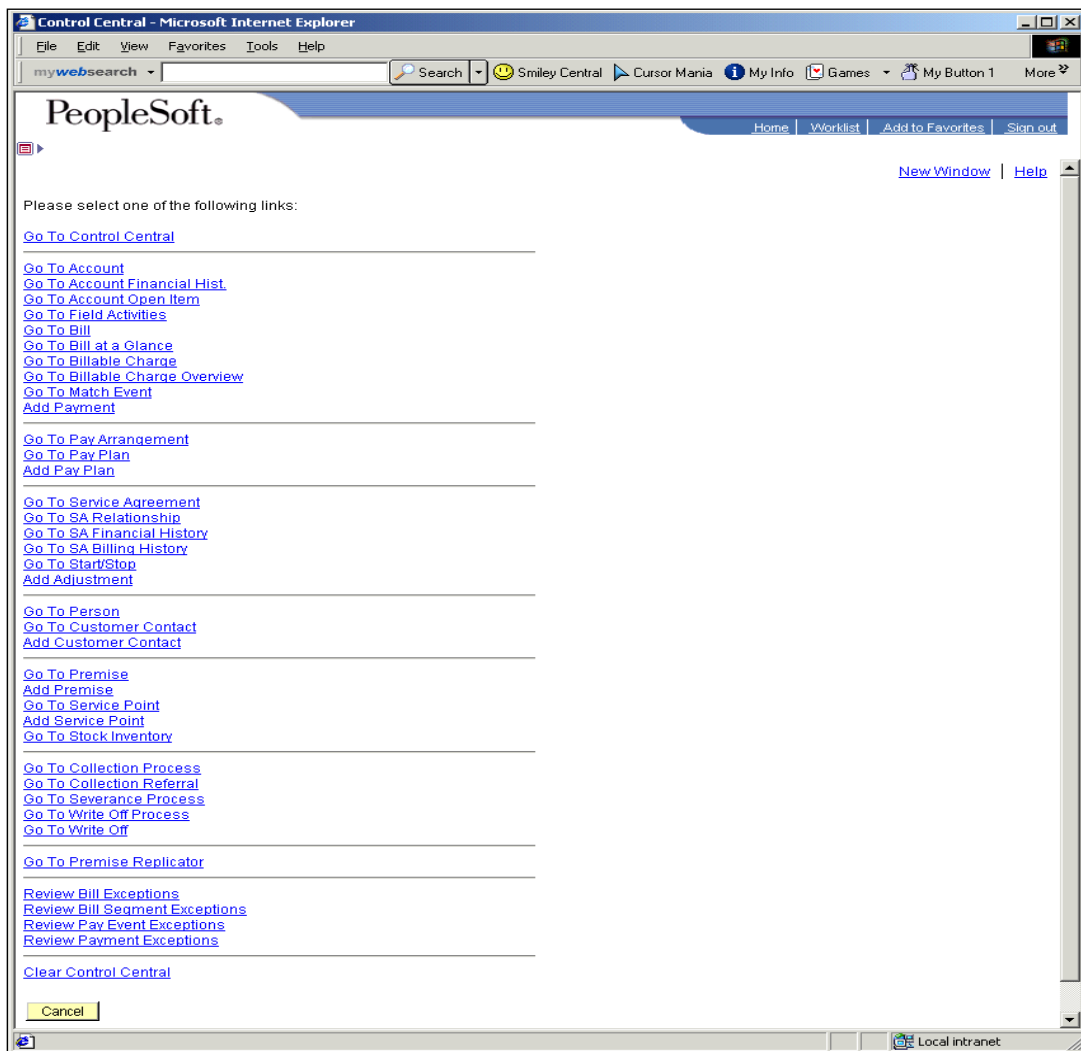 Control Central - Microsoft Internet Explorer
File Edit View Favorites Tools Help
mywebsearch Search Smiley Central Cursor Mania My Info Games My Button 1 More
PeopleSoft®
Home Worklist Add to Favorites Sign out
New Window | Help
Please select one of the following links:
Go To Control Central
Go To Account
Go To Account Financial Hist.
Go To Account Open Item
Go To Field Activities
Go To Bill
Go To Bill at a Glance
Go To Billable Charge
Go To Billable Charge Overview
Go To Match Event
Add Payment
Go To Pay Arrangement
Go To Pay Plan
Add Pay Plan
Go To Service Agreement
Go To SA Relationship
Go To SA Financial History
Go To SA Billing History
Go To Start/Stop
Add Adjustment
Go To Person
Go To Customer Contact
Add Customer Contact
Go To Premise
Add Premise
Go To Service Point
Add Service Point
Go To Stock Inventory
Go To Collection Process
Go To Collection Referral
Go To Severance Process
Go To Write Off Process
Go To Write Off
Go To Premise Replicator
Review Bill Exceptions
Review Bill Segment Exceptions
Review Pay Event Exceptions
Review Payment Exceptions
Clear Control Central
Cancel
Local intranet